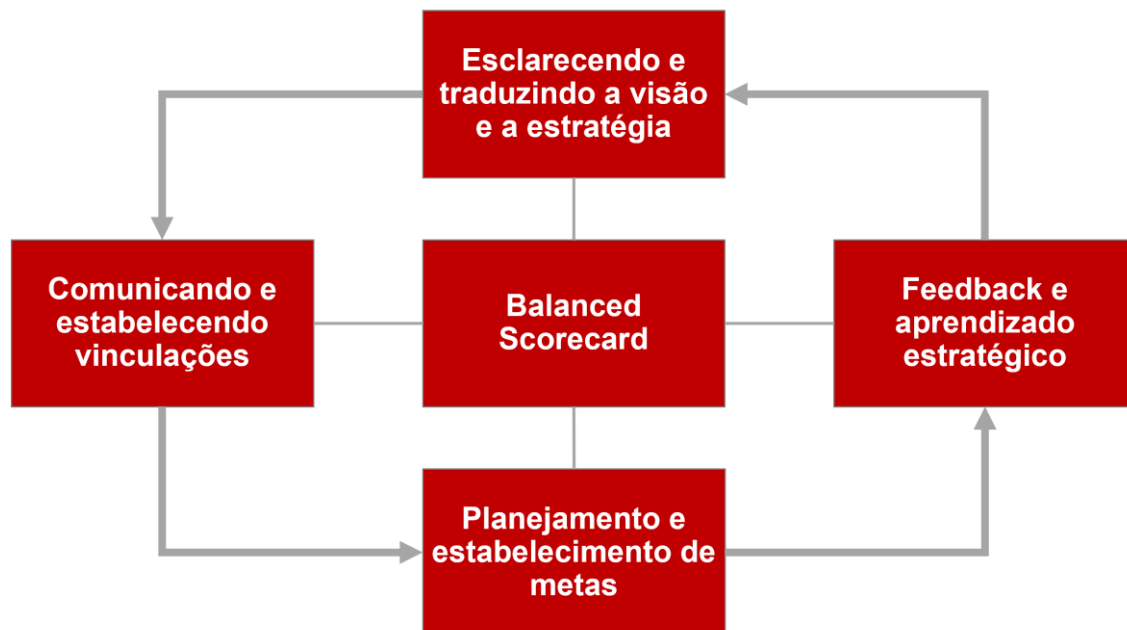 Esclarecendo e
traduzindo a visão
e a estratégia
Comunicando e
estabelecendo
vinculações
Balanced
Scorecard
Feedback e
aprendizado
estratégico
Planejamento e
estabelecimento de
metas